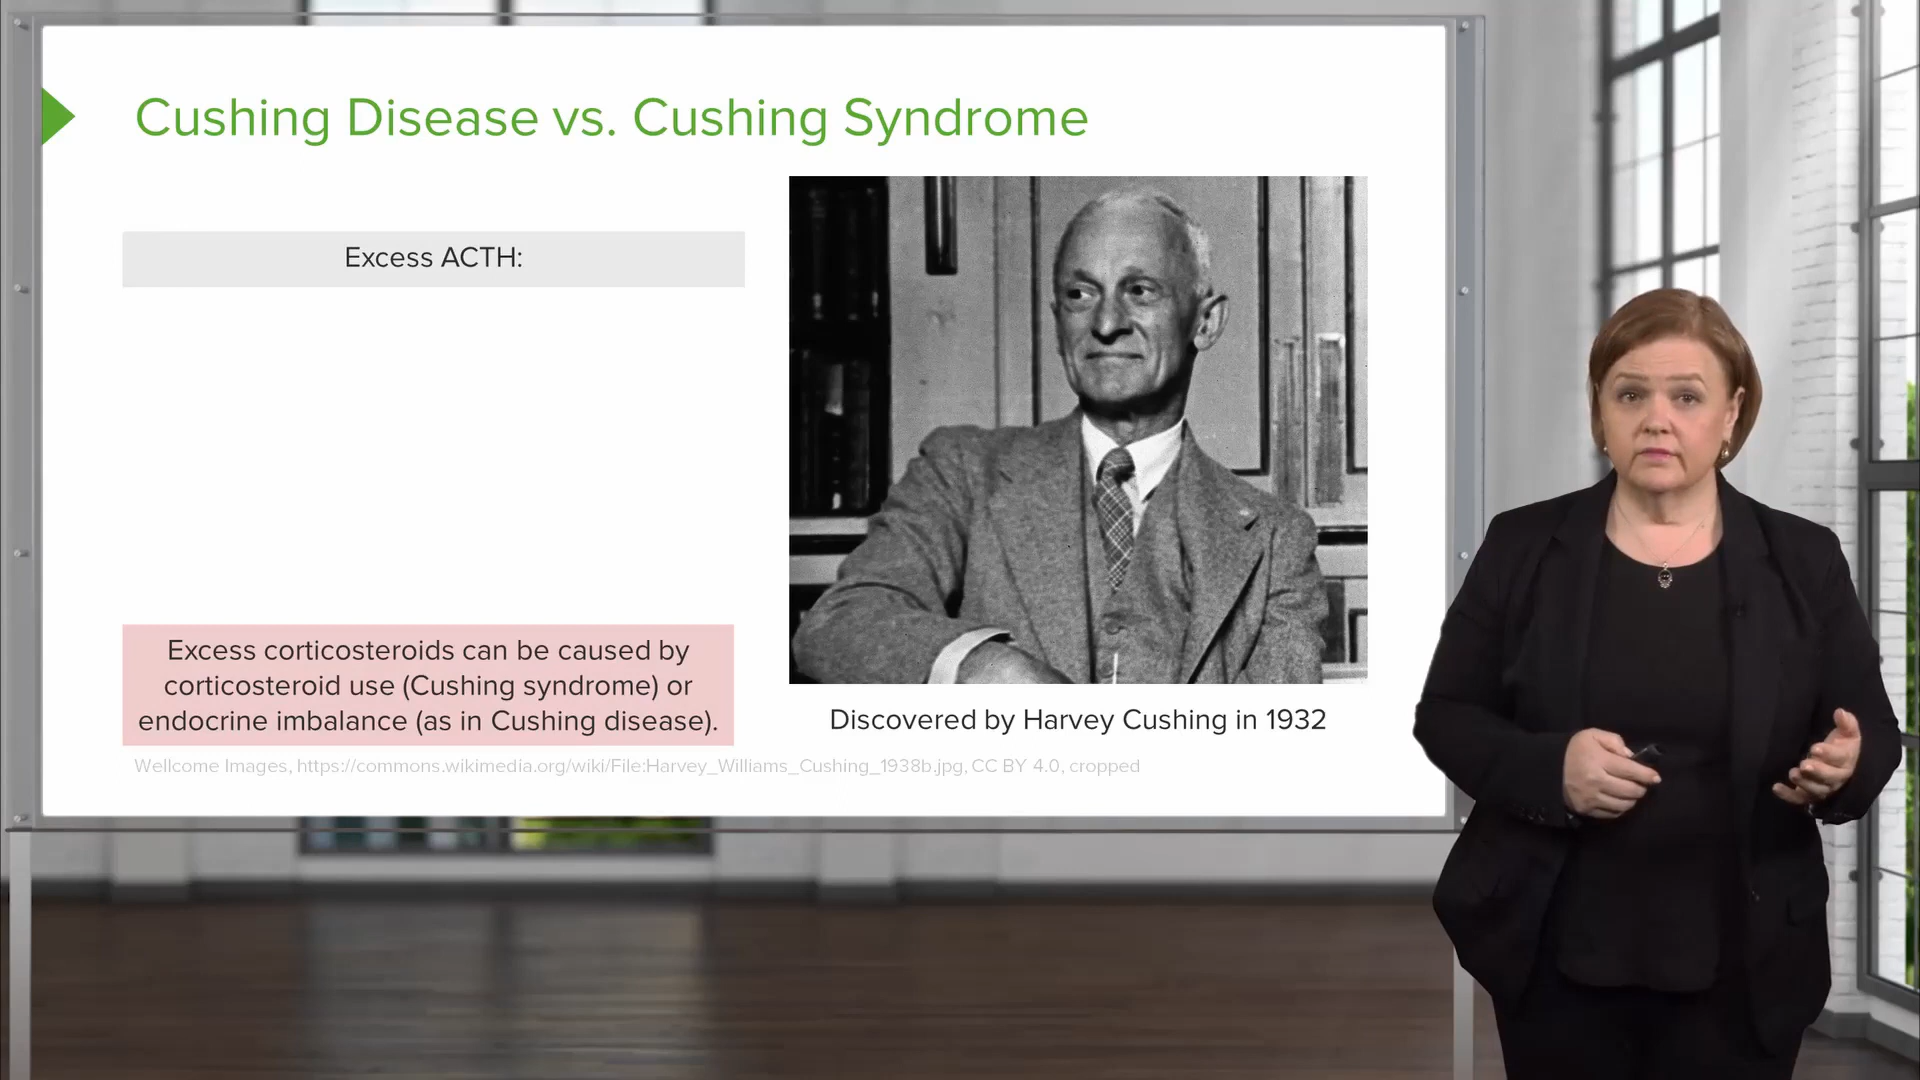 Cushing Disease vs. Cushing Syndrome
Excess ACTH:
Excess corticosteroids can be caused by
corticosteroid use (Cushing syndrome) or
endocrine imbalance (as in Cushing disease).
Discovered by Harvey Cushing in 1932
Wellcome Images, https://commons.wikimedia.org/wiki/File:Harvey_Williams_Cushing_1938b.jpg, CC BY 4.0, cropped